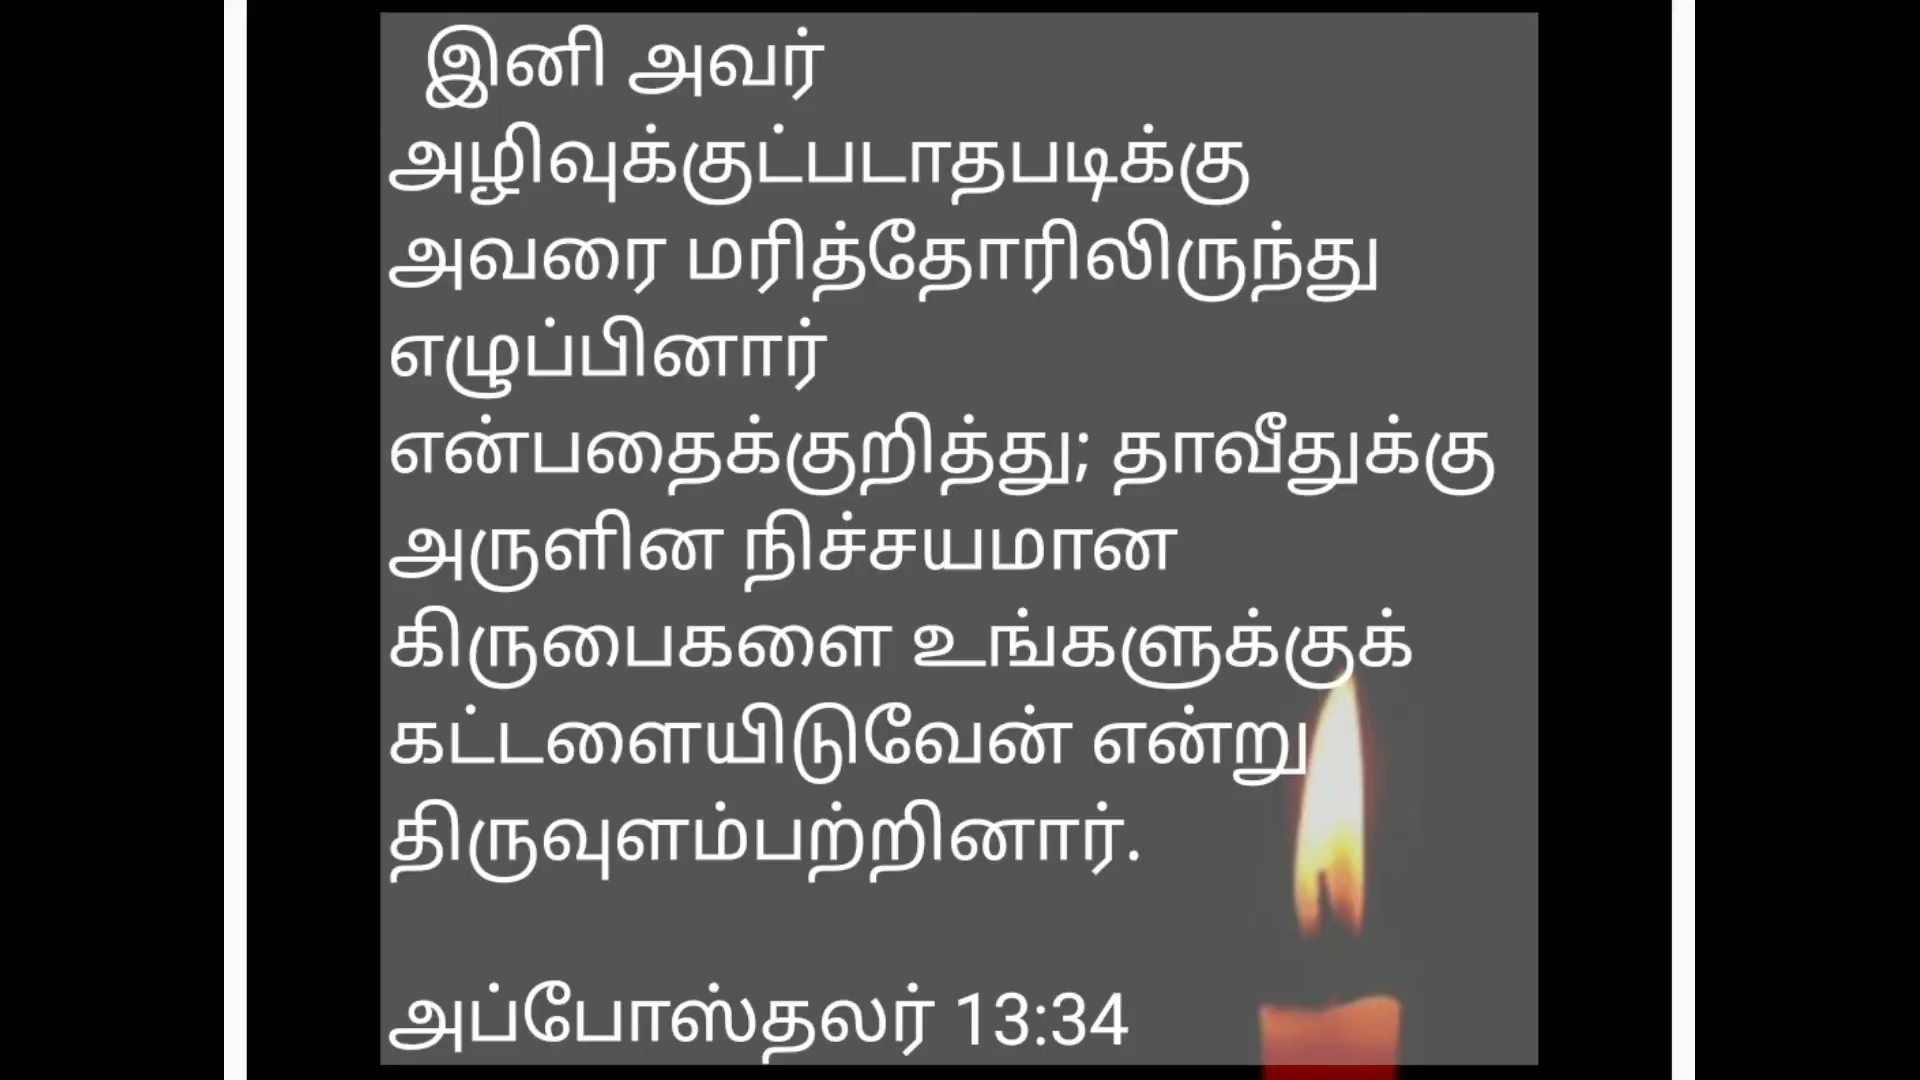 இனி அவர்
அழிவுக்குட்படாதபடிக்கு
அவரை மரித்தோரிலிருந்து
எழுப்பினார்
என்பதைக்குறித்து; தாவீதுக்கு
அருளின நிச்சயமான
கிருபைகளை உங்களுக்குக்
கட்டளையிடுவேன் என்று
திருவுளம்பற்றினார்.
அப்போஸ்தலர் 13:34